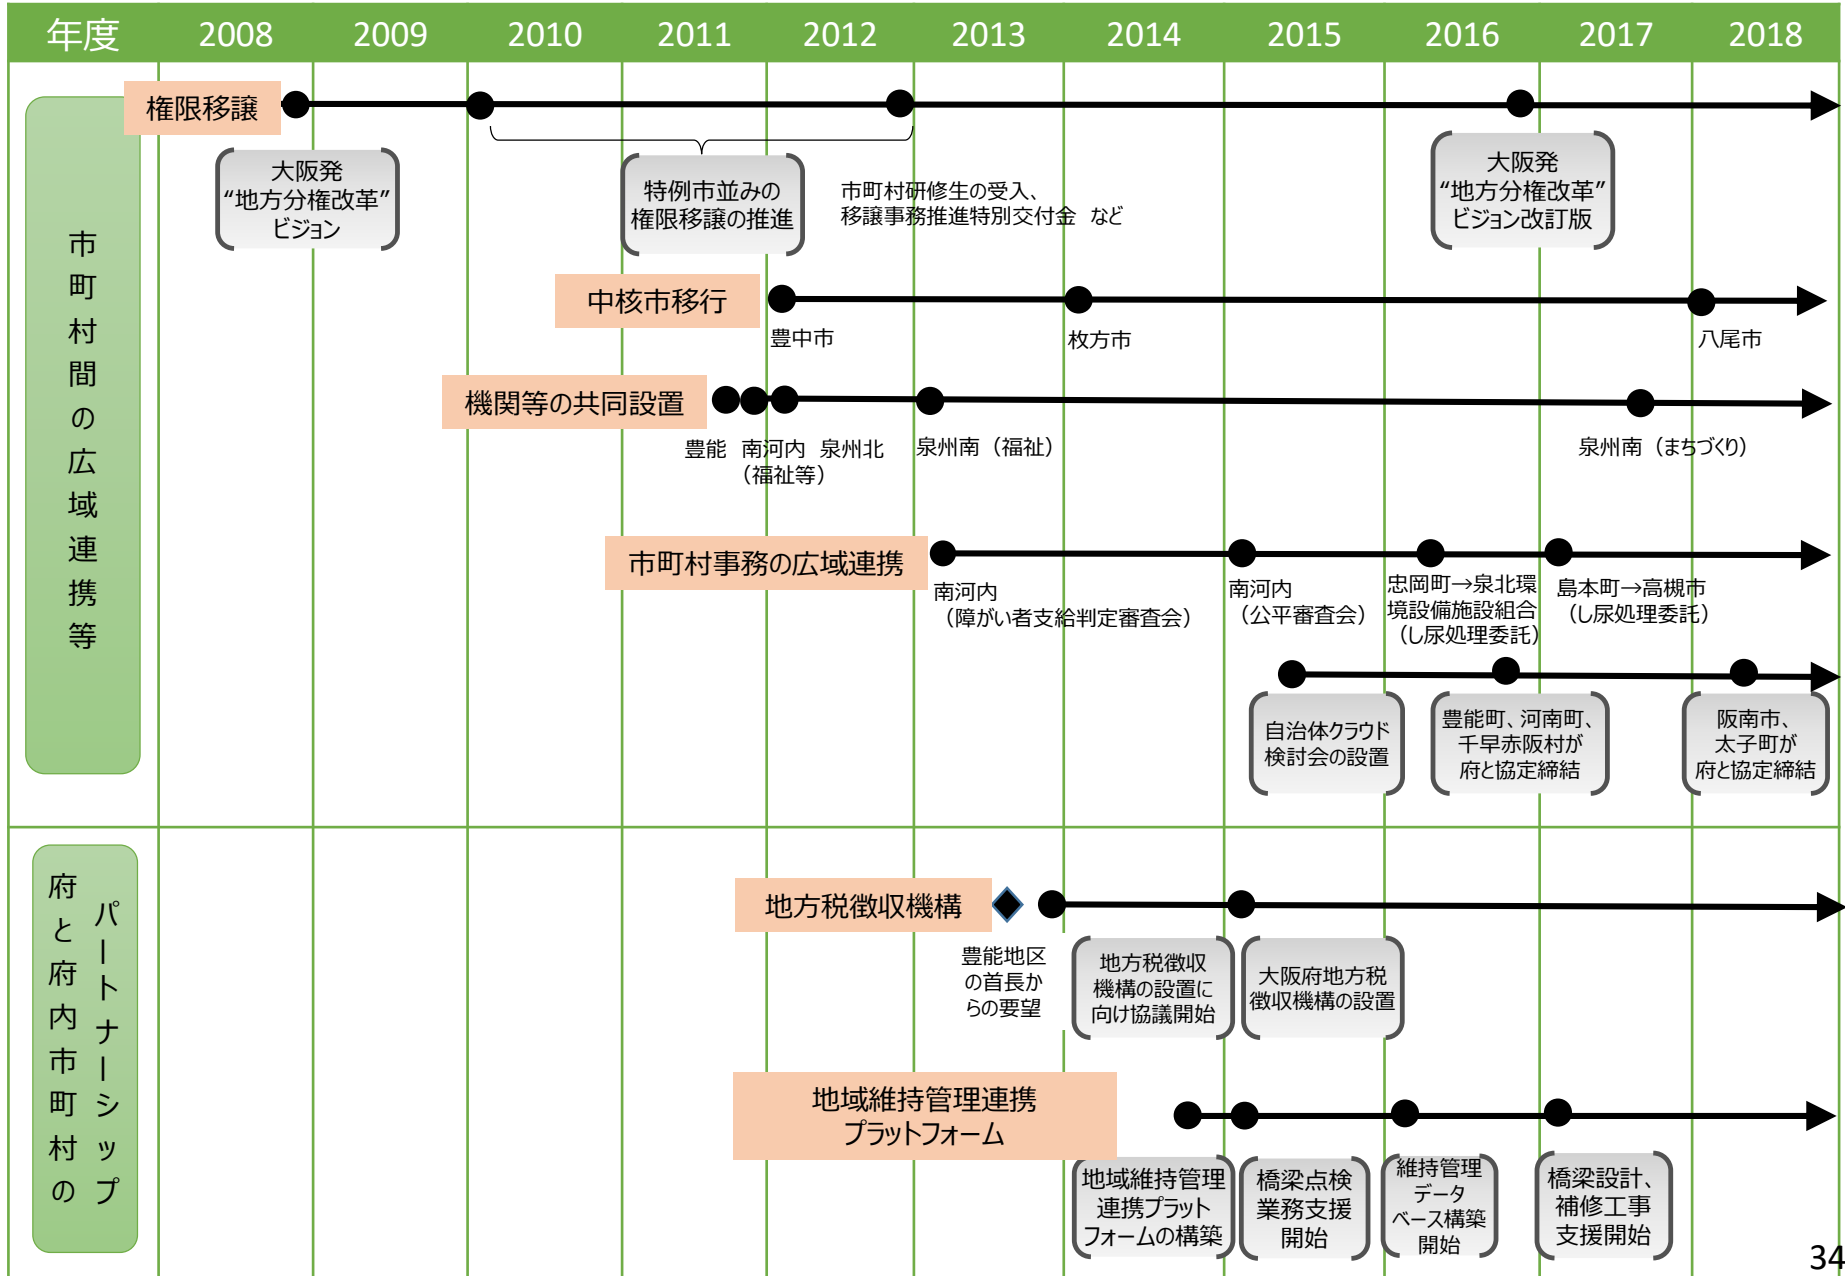 年度 2008 2009 2010 2011 2012 2013 2014 2015 2016 2017 2018
市町村間の広域連携等
権限移譲
大阪発
“地方分権改革”
ビジョン
特例市並みの
権限移譲の推進
市町村研修生の受入、
移譲事務推進特別交付金 など
大阪発
“地方分権改革”
ビジョン改訂版
中核市移行
豊中市
枚方市
八尾市
機関等の共同設置
豊能 南河内 泉州北
（福祉等）
泉州南（福祉）
泉州南（まちづくり）
市町村事務の広域連携
南河内
（障がい者支給判定審査会）
南河内
（公平審査会）
忠岡町→泉北環
境設備施設組合
（し尿処理委託）
島本町→高槻市
（し尿処理委託）
自治体クラウド
検討会の設置
豊能町、河南町、
千早赤阪村が
府と協定締結
阪南市、
太子町が
府と協定締結
府と府内市町村の
パートナーシップ
地方税徴収機構
豊能地区
の首長か
らの要望
地方税徴収
機構の設置に
向け協議開始
大阪府地方税
徴収機構の設置
地域維持管理連携
プラットフォーム
地域維持管理
連携プラット
フォームの構築
橋梁点検
業務支援
開始
維持管理
データ
ベース構築
開始
橋梁設計、
補修工事
支援開始
34